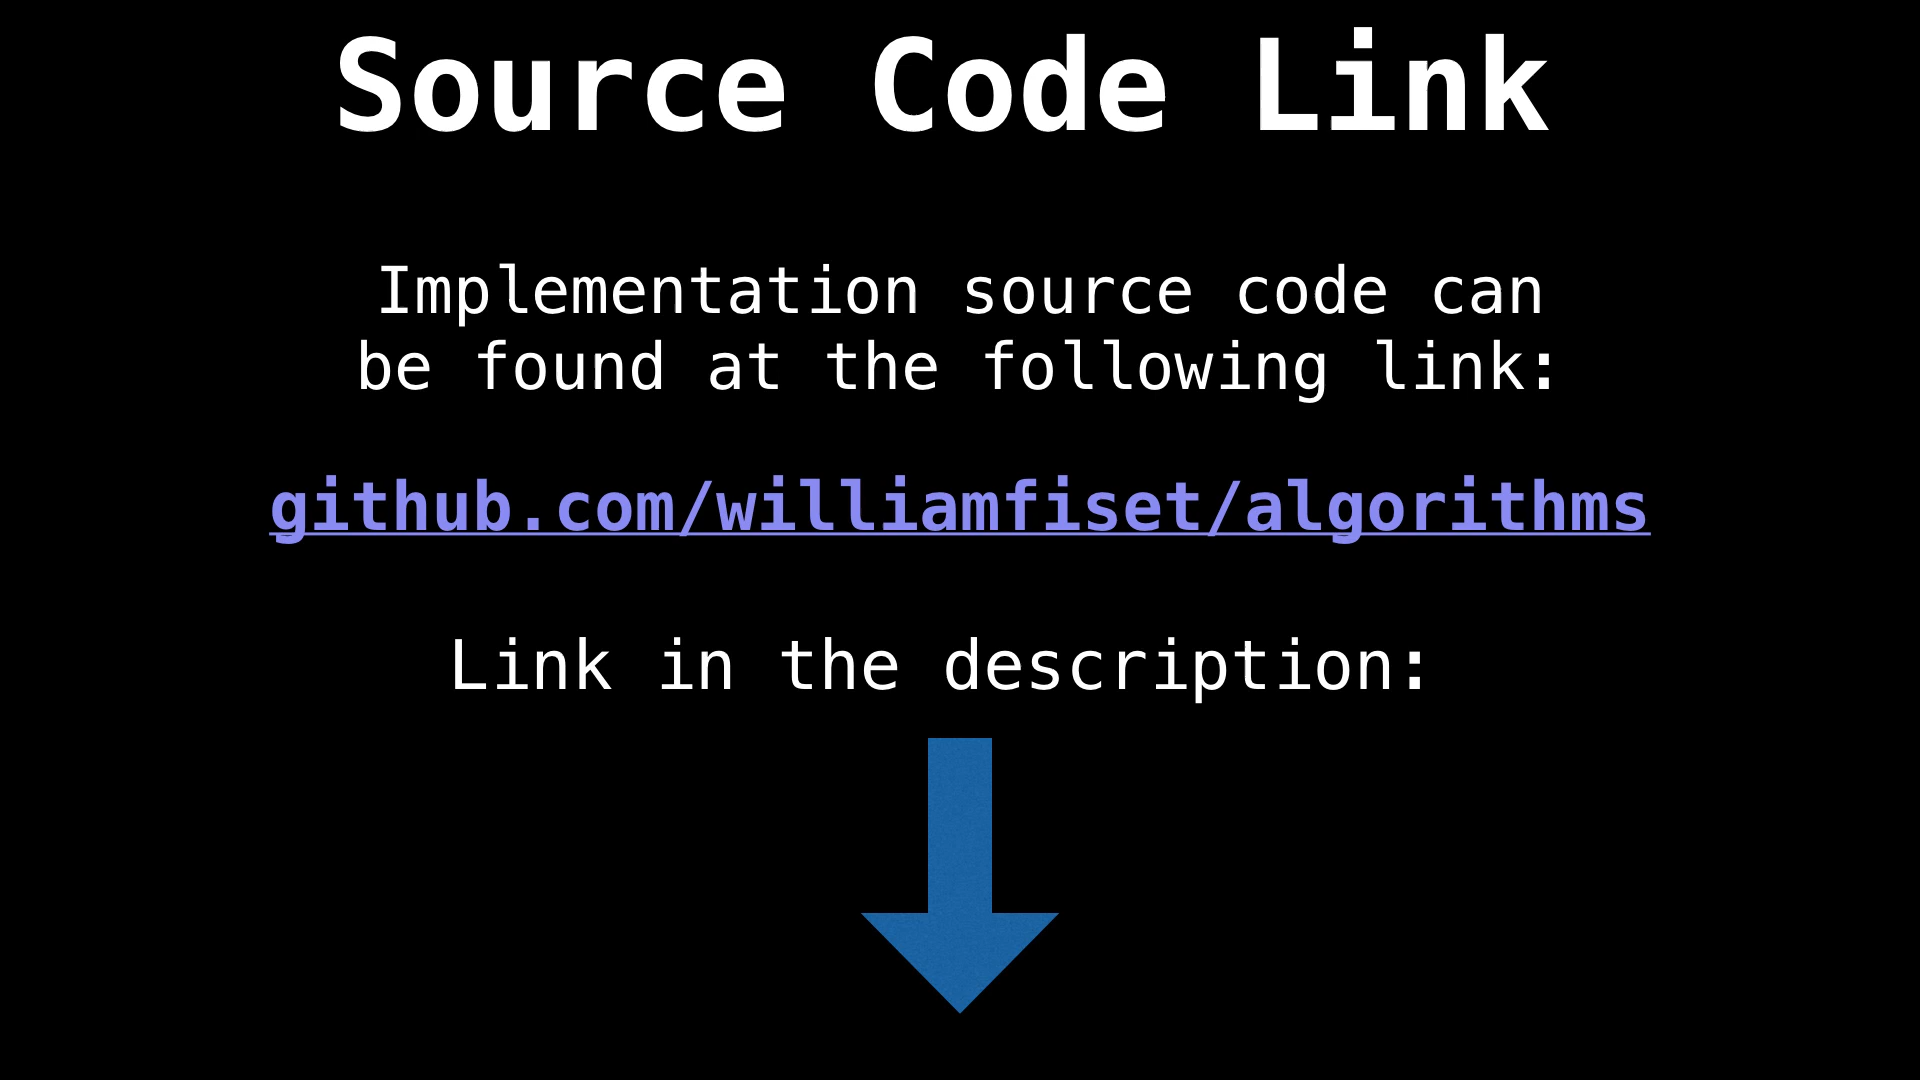 Source Code Link
Implementation source code can
be found at the following link:
github.com/williamfiset/algorithms
Link in the description: